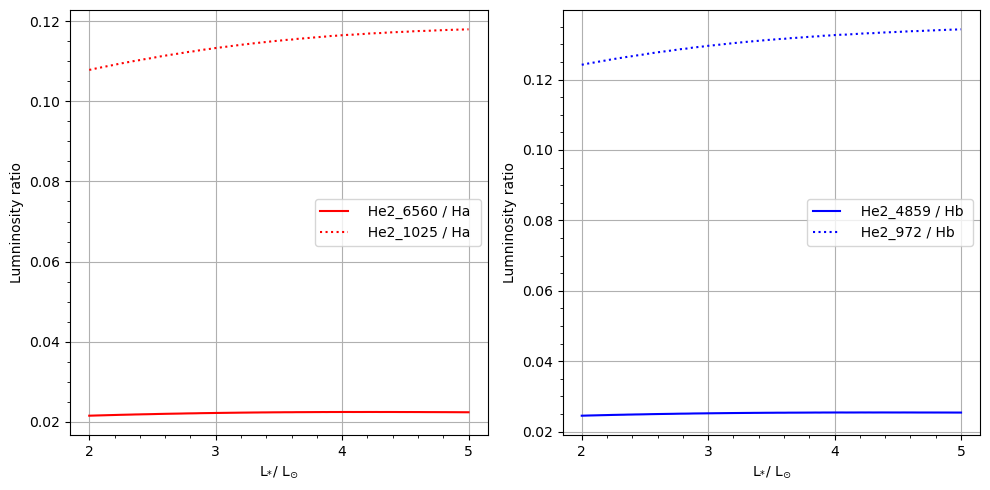 0.12
0.10
0.08
0.06
0.04
0.02
Lumninosity ratio
2
3
4
5
L*/ L⊙
He2_6560 / Ha
He2_1025 / Ha
0.12
0.10
0.08
0.06
0.04
0.02
Lumninosity ratio
2
3
4
5
L*/ L⊙
He2_4859 / Hb
He2_972 / Hb